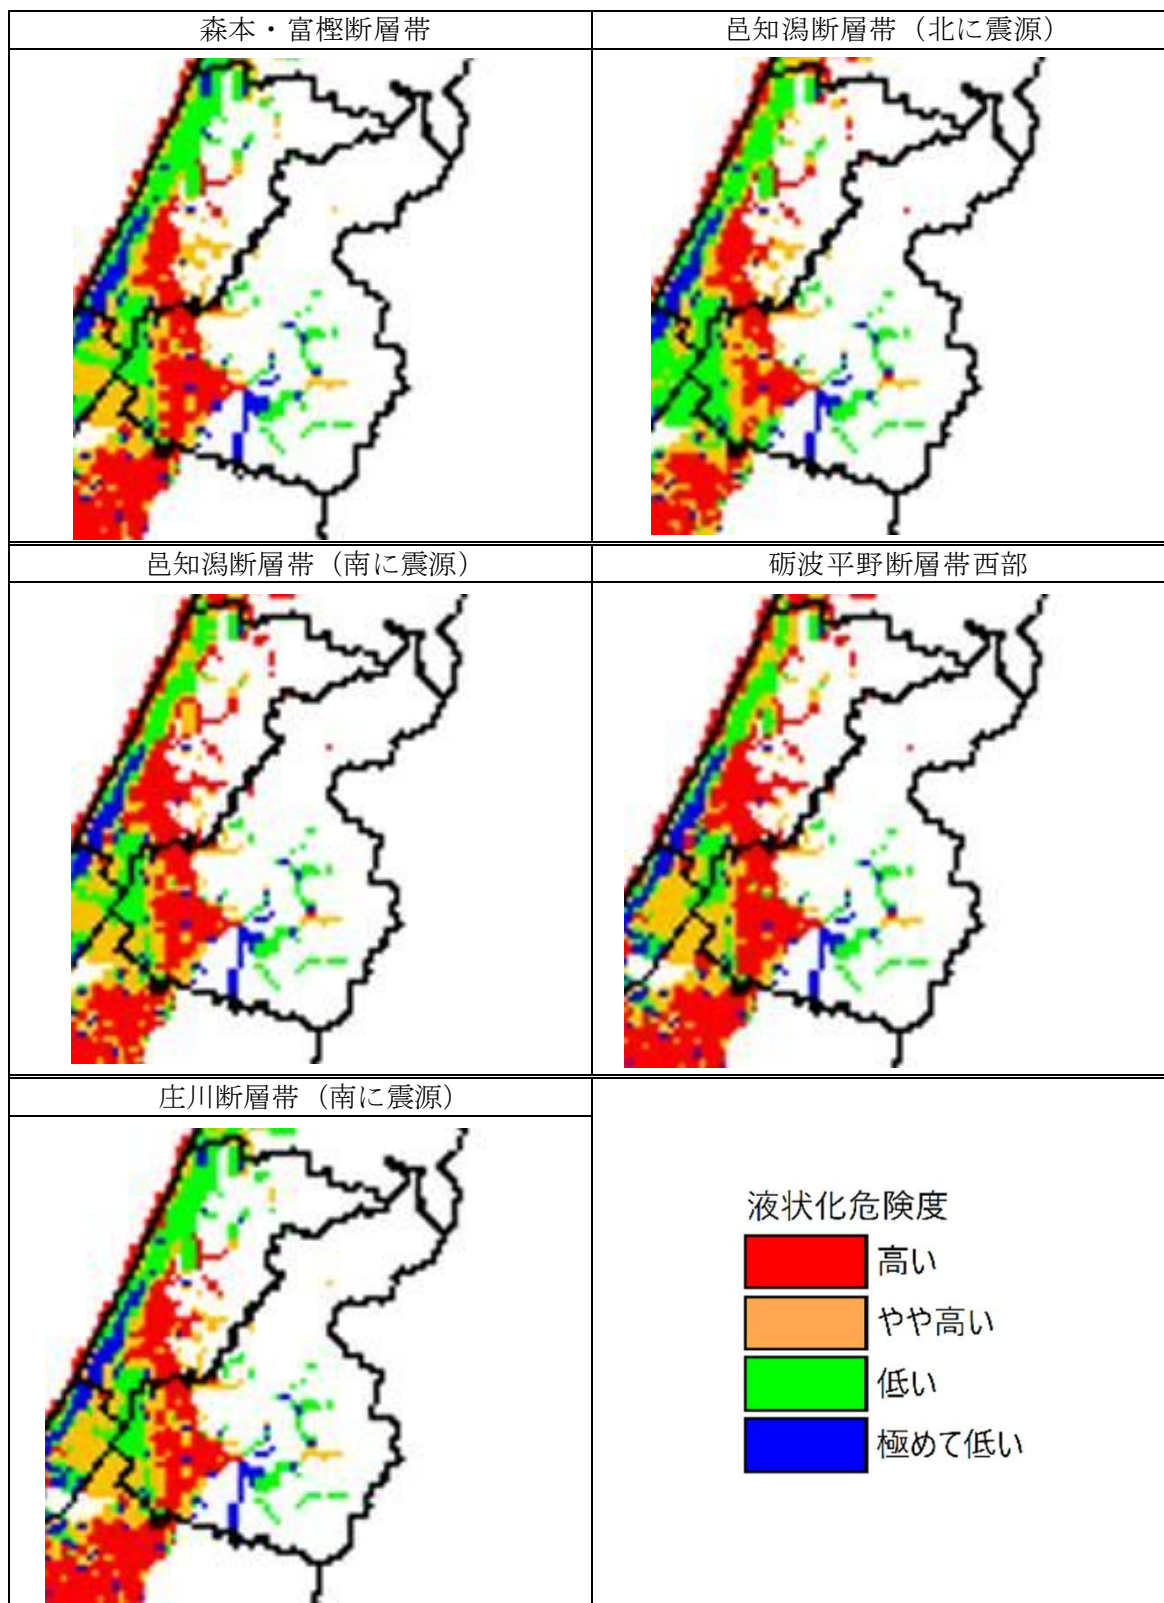 森本・富樫断層帯
邑知潟断層帯（北に震源）
邑知潟断層帯（南に震源）
砺波平野断層帯西部
庄川断層帯（南に震源）
液状化危険度
高い
やや高い
低い
極めて低い